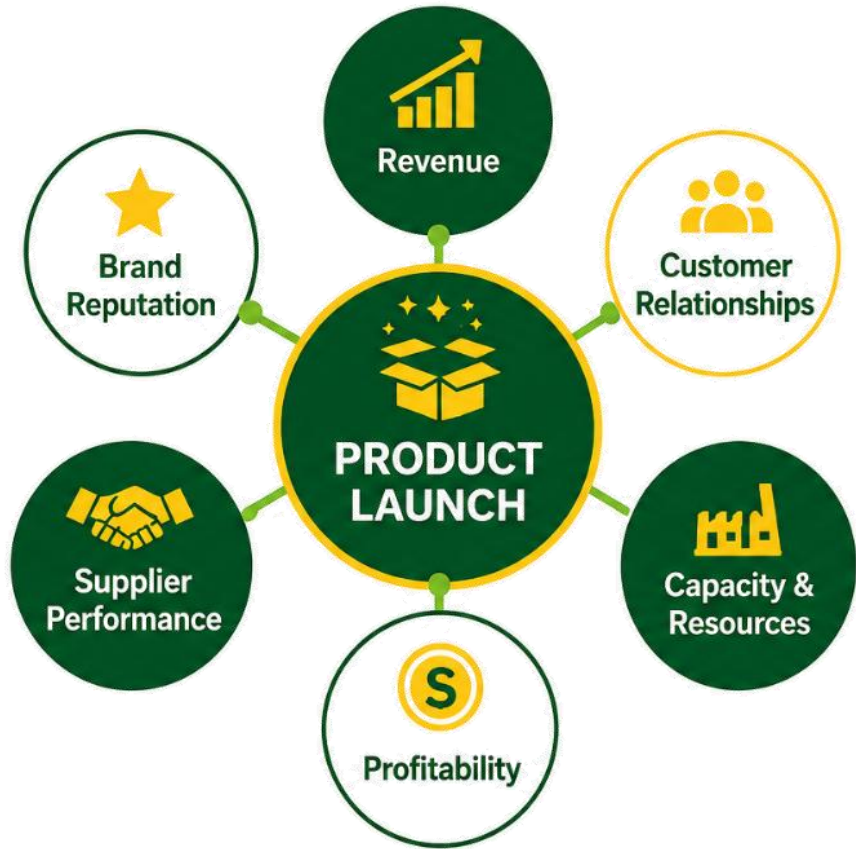 Revenue
Brand
Reputation
Customer
Relationships
PRODUCT
LAUNCH
Supplier
Performance
Capacity &
Resources
S
Profitability